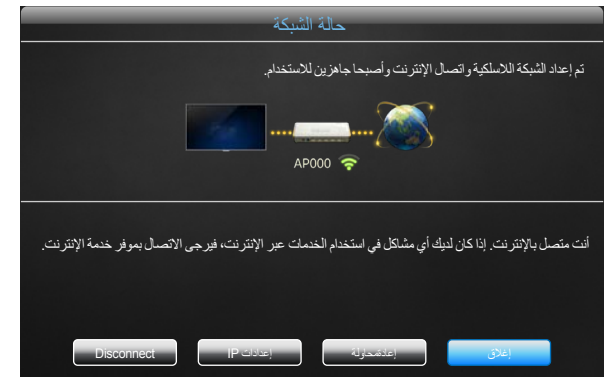 حالة الشبكة
تم إعداد الشبكة اللاسلكية واتصال الإنترنت وأصبحا جاهزين للاستخدام.
AP000
أنت متصل بالإنترنت. إذا كان لديك أي مشاكل في استخدام الخدمات عبر الإنترنت، فيرجى الاتصال بموفر خدمة الإنترنت.
إغلاق
إعادةمحاولة
إعدادات IP
Disconnect